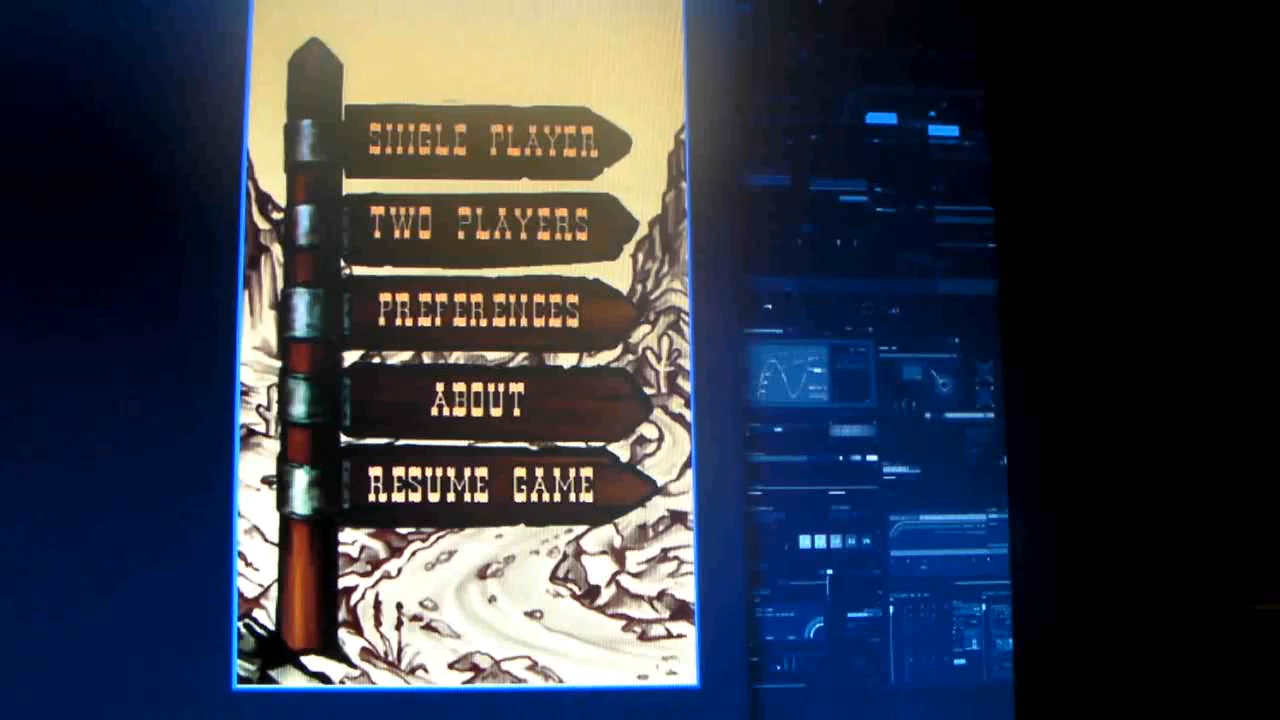 SINGLE PLAYER
TWO PLAYERS
PREFERENCES
ABOUT
RESUME GAME